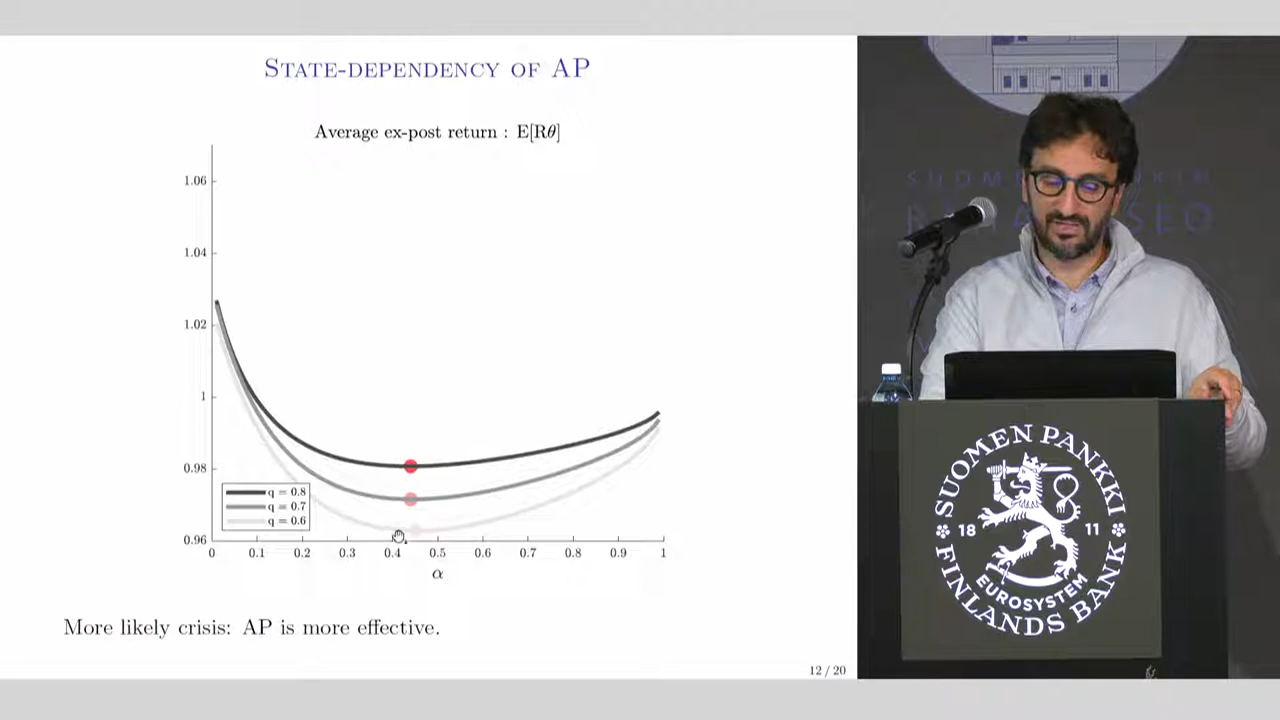 STATE-DEPENDENCY OF AP
Average ex-post return : E[Rθ]
1.06
1.04
1.02
1
0.98
0.96
q = 0.8
q = 0.7
q = 0.6
0 0.1 0.2 0.3 0.4 0.5 0.6 0.7 0.8 0.9 1
α
More likely crisis: AP is more effective.
12 / 20
SUOMEN PANKKI
18 11
EUROSYSTEM
FINLANDS BANK